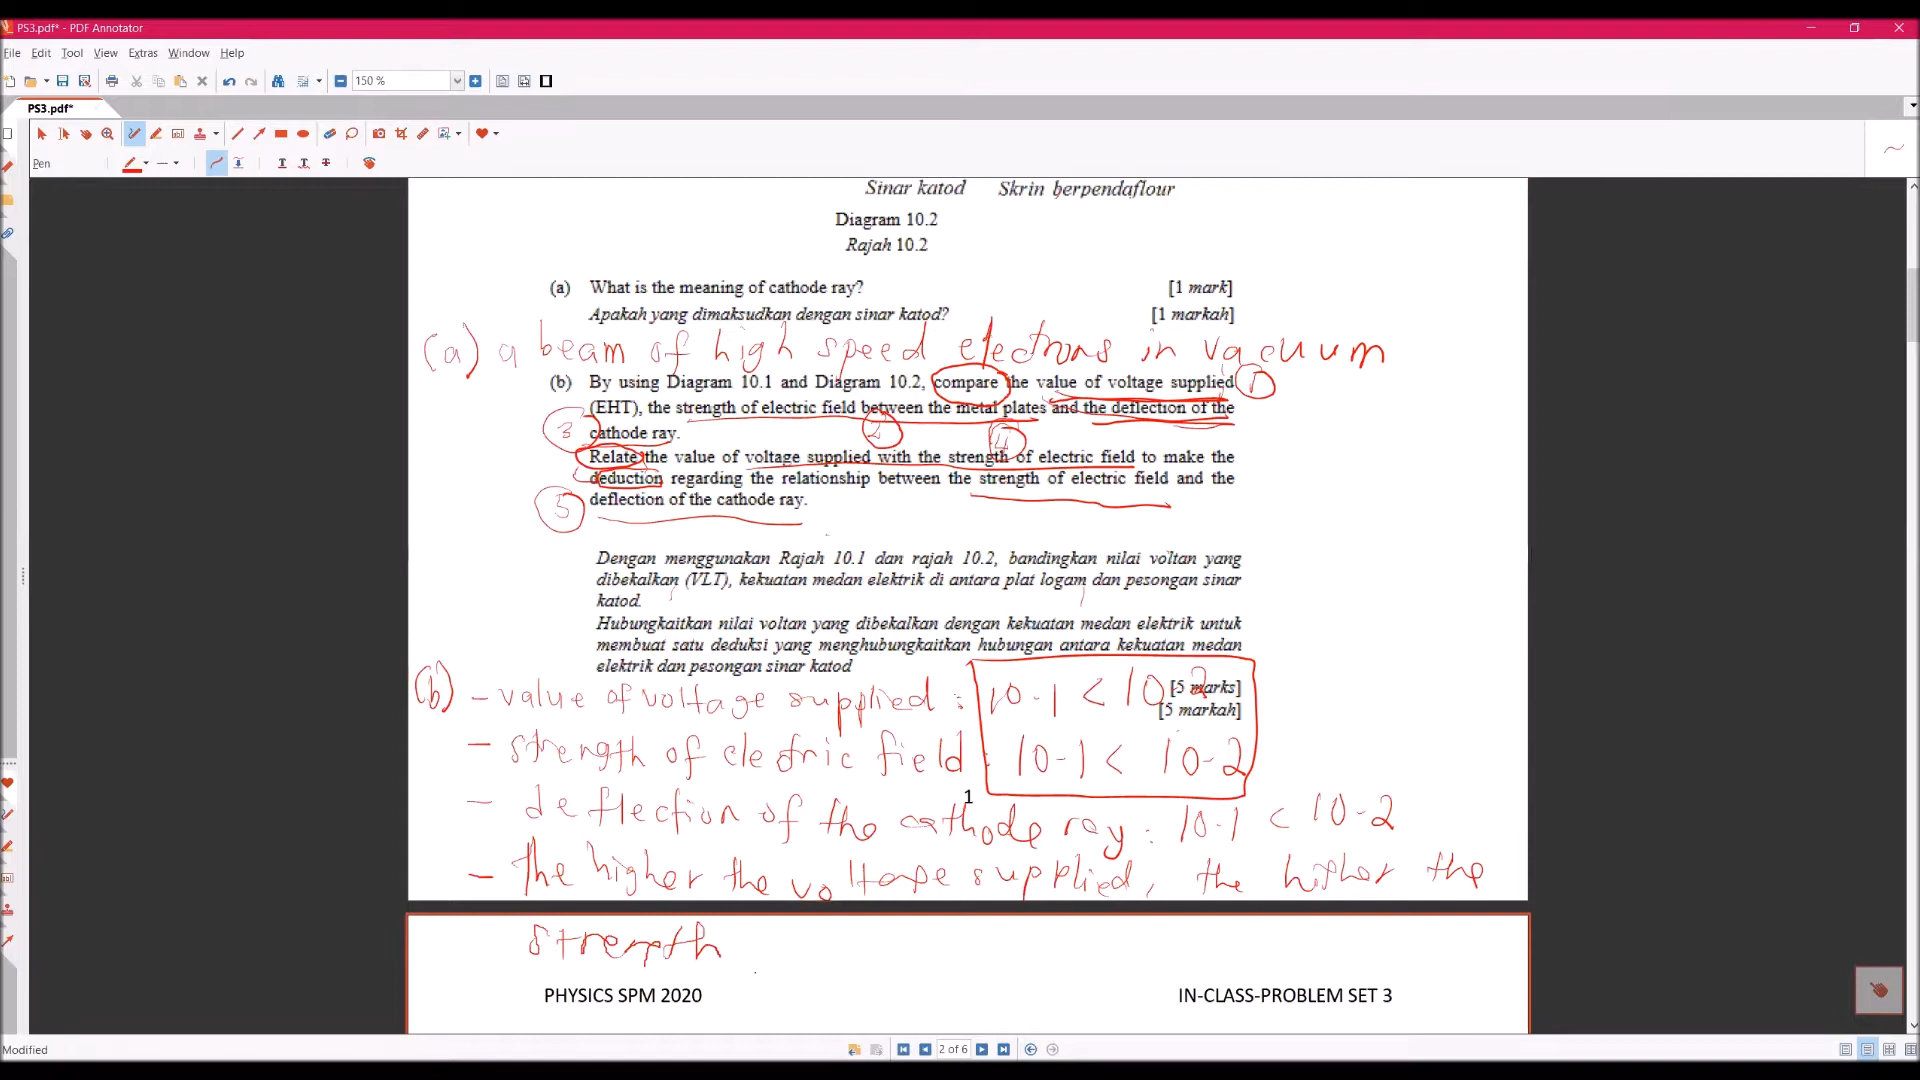 PS3.pdf* - PDF Annotator
File Edit Tool View Extras Window Help
150 %
PS3.pdf*
Pen
Sinar katod Skrin berpendaflour
Diagram 10.2
Rajah 10.2
(a) What is the meaning of cathode ray? [1 mark]
Apakah yang dimaksudkan dengan sinar katod? [1 markah]
(a) a beam of high speed electrons in vacuum
(b) By using Diagram 10.1 and Diagram 10.2, compare the value of voltage supplied 1
(EHT), the strength of electric field between the metal plates and the deflection of the
3 cathode ray. 2 4
Relate the value of voltage supplied with the strength of electric field to make the
deduction regarding the relationship between the strength of electric field and the
5 deflection of the cathode ray.
Dengan menggunakan Rajah 10.1 dan rajah 10.2, bandingkan nilai voltan yang
dibekalkan (VLT), kekuatan medan elektrik di antara plat logam dan pesongan sinar
katod.
Hubungkaitkan nilai voltan yang dibekalkan dengan kekuatan medan elektrik untuk
membuat satu deduksi yang menghubungkaitkan hubungan antara kekuatan medan
elektrik dan pesongan sinar katod
[5 marks]
(b) - value of voltage supplied : 10.1 < 10.2
[5 markah]
- strength of electric field : 10.1 < 10.2
1
- deflection of the cathode ray : 10.1 < 10.2
- the higher the voltage supplied, the higher the
strength
PHYSICS SPM 2020 IN-CLASS-PROBLEM SET 3
Modified 2 of 6